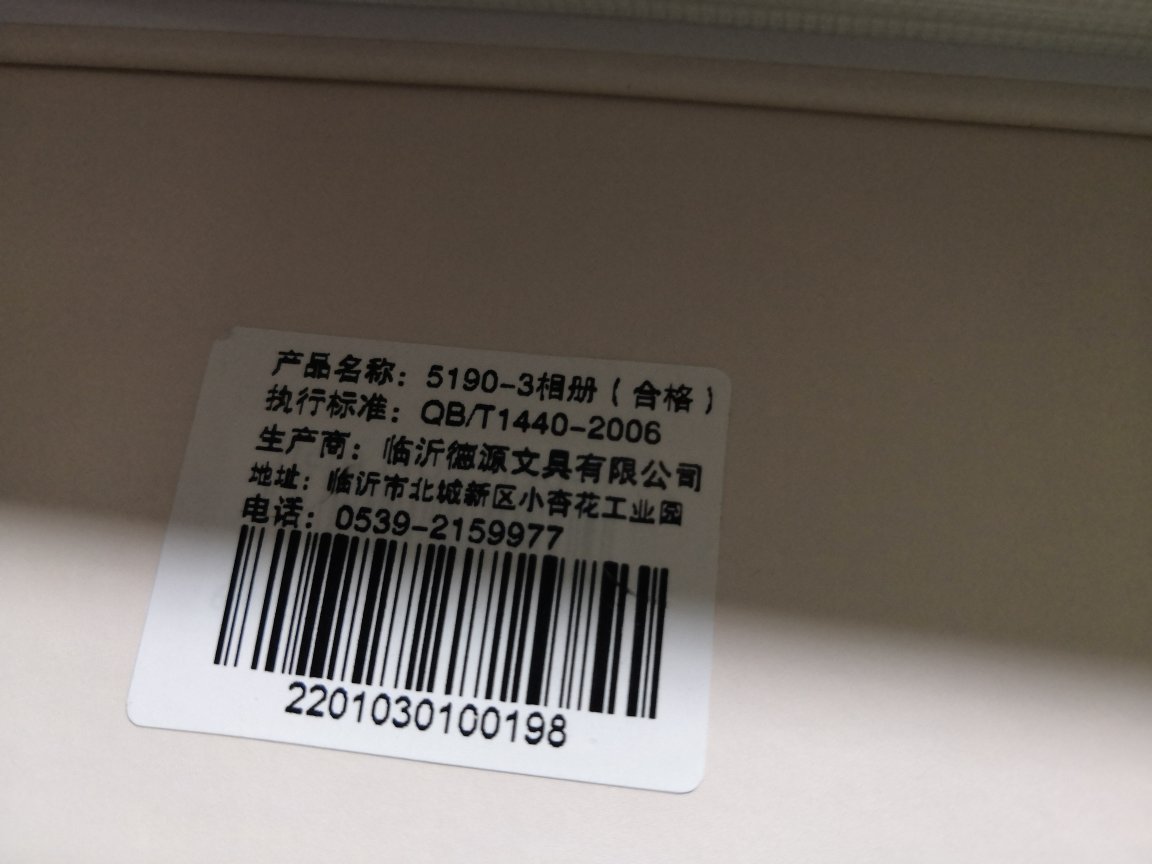 产品名称：5190-3相册（合格）
执行标准：QB/T1440-2006
生产商：临沂德源文具有限公司
地址：临沂市北城新区小杏花工业园
电话：0539-2159977
2201030100198